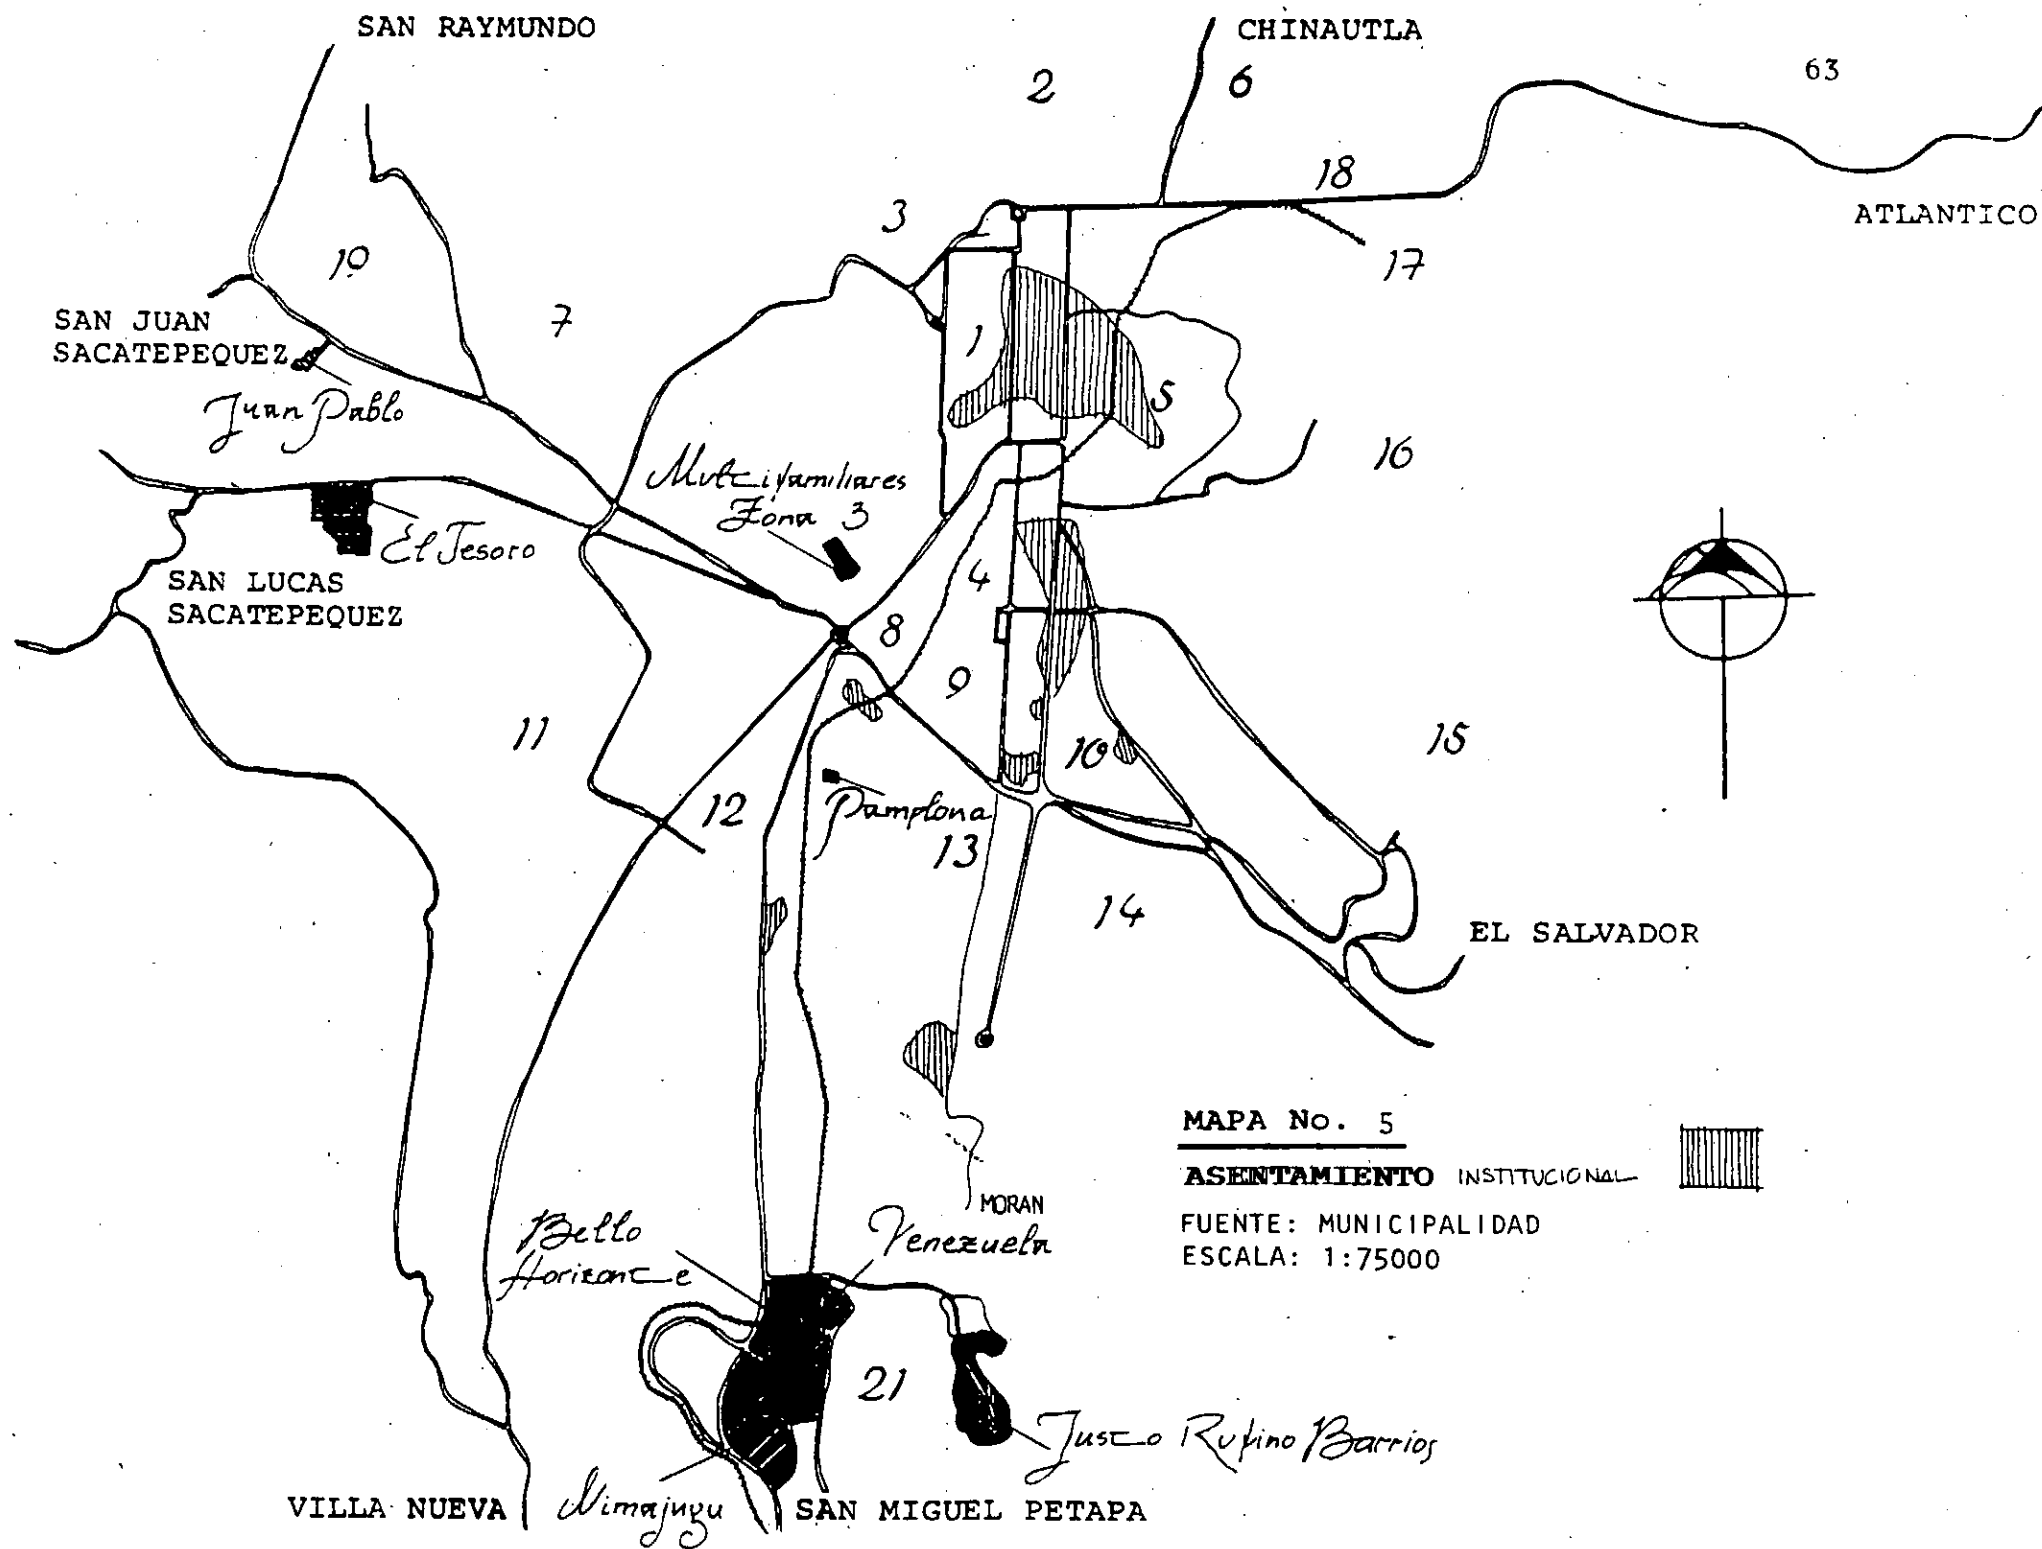 SAN RAYMUNDO
CHINAUTLA
63
2
6
18
ATLANTICO
3
17
10
7
SAN JUAN
SACATEPEQUEZ
Juan Pablo
1
5
16
Multifamiliares
Zona 3
El Tesoro
SAN LUCAS
SACATEPEQUEZ
4
8
9
11
10
15
12
Pamplona
13
14
EL SALVADOR
MAPA No. 5
ASENTAMIENTO INSTITUCIONAL
FUENTE: MUNICIPALIDAD
ESCALA: 1:75000
MORAN
Bello
Horizonte
Venezuela
21
Justo Rufino Barrios
VILLA NUEVA
Nimajuyu
SAN MIGUEL PETAPA